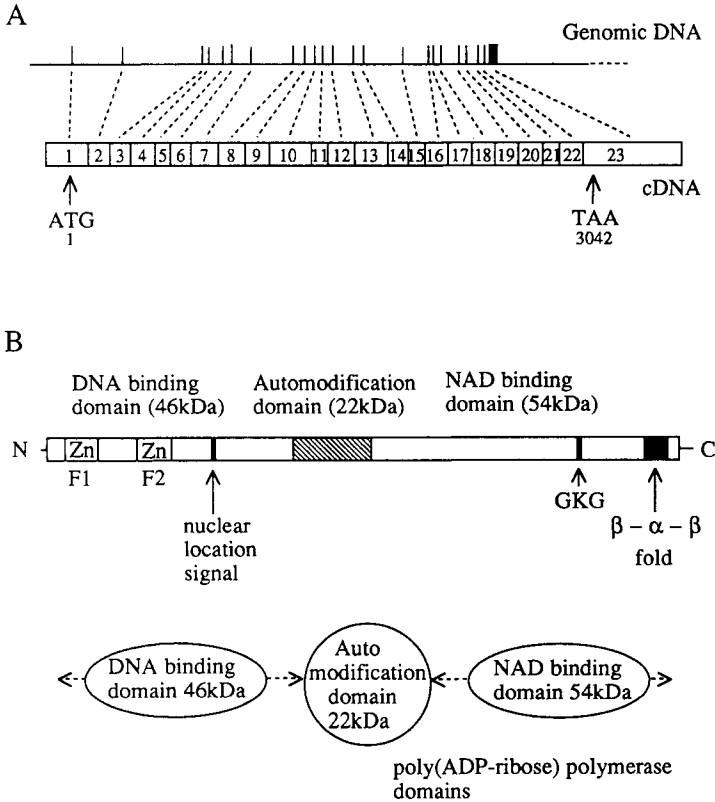 A
Genomic DNA
1 2 3 4 5 6 7 8 9 10 11 12 13 14 15 16 17 18 19 20 21 22 23
cDNA
ATG
1
TAA
3042
B
DNA binding
domain (46kDa)
Automodification
domain (22kDa)
NAD binding
domain (54kDa)
N
Zn
Zn
C
F1
F2
nuclear
location
signal
GKG
β – α – β
fold
DNA binding
domain 46kDa
Auto
modification
domain
22kDa
NAD binding
domain 54kDa
poly(ADP-ribose) polymerase
domains